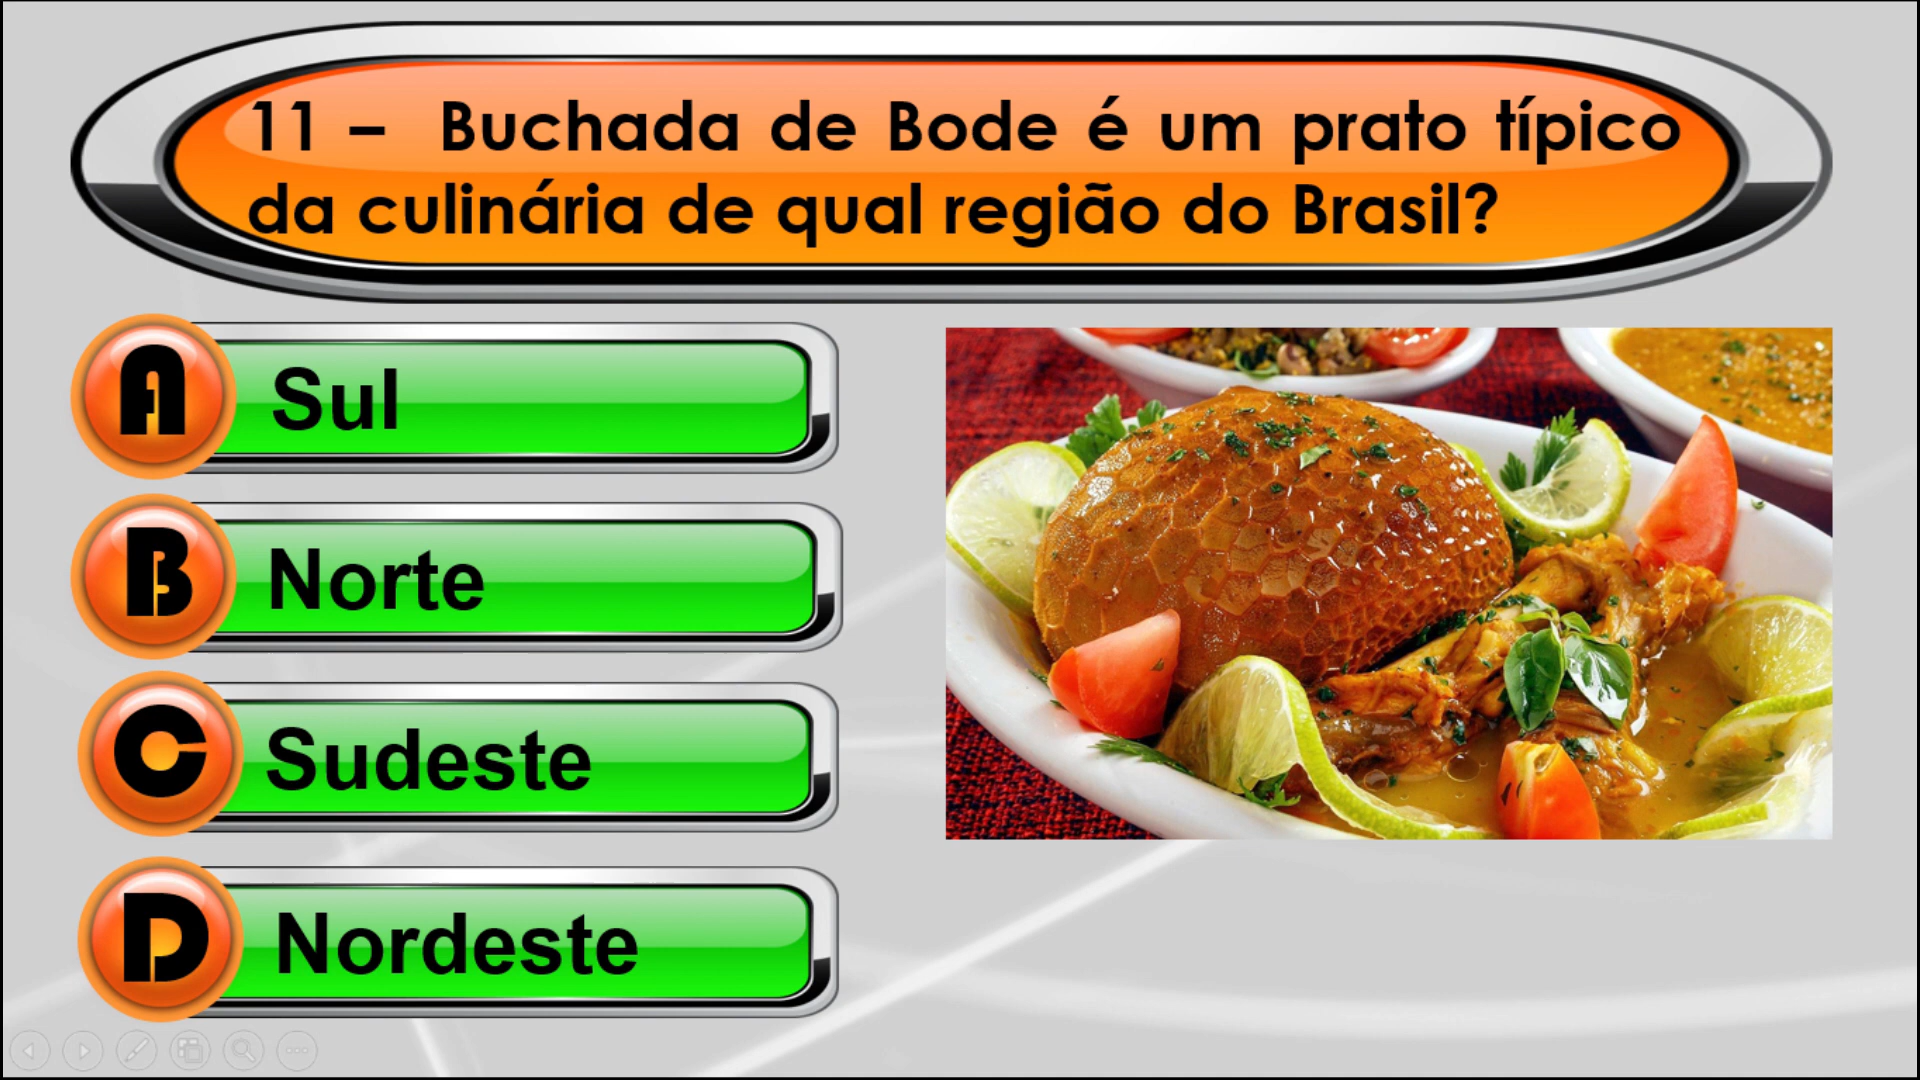 11 – Buchada de Bode é um prato típico
da culinária de qual região do Brasil?
A Sul
B Norte
C Sudeste
D Nordeste